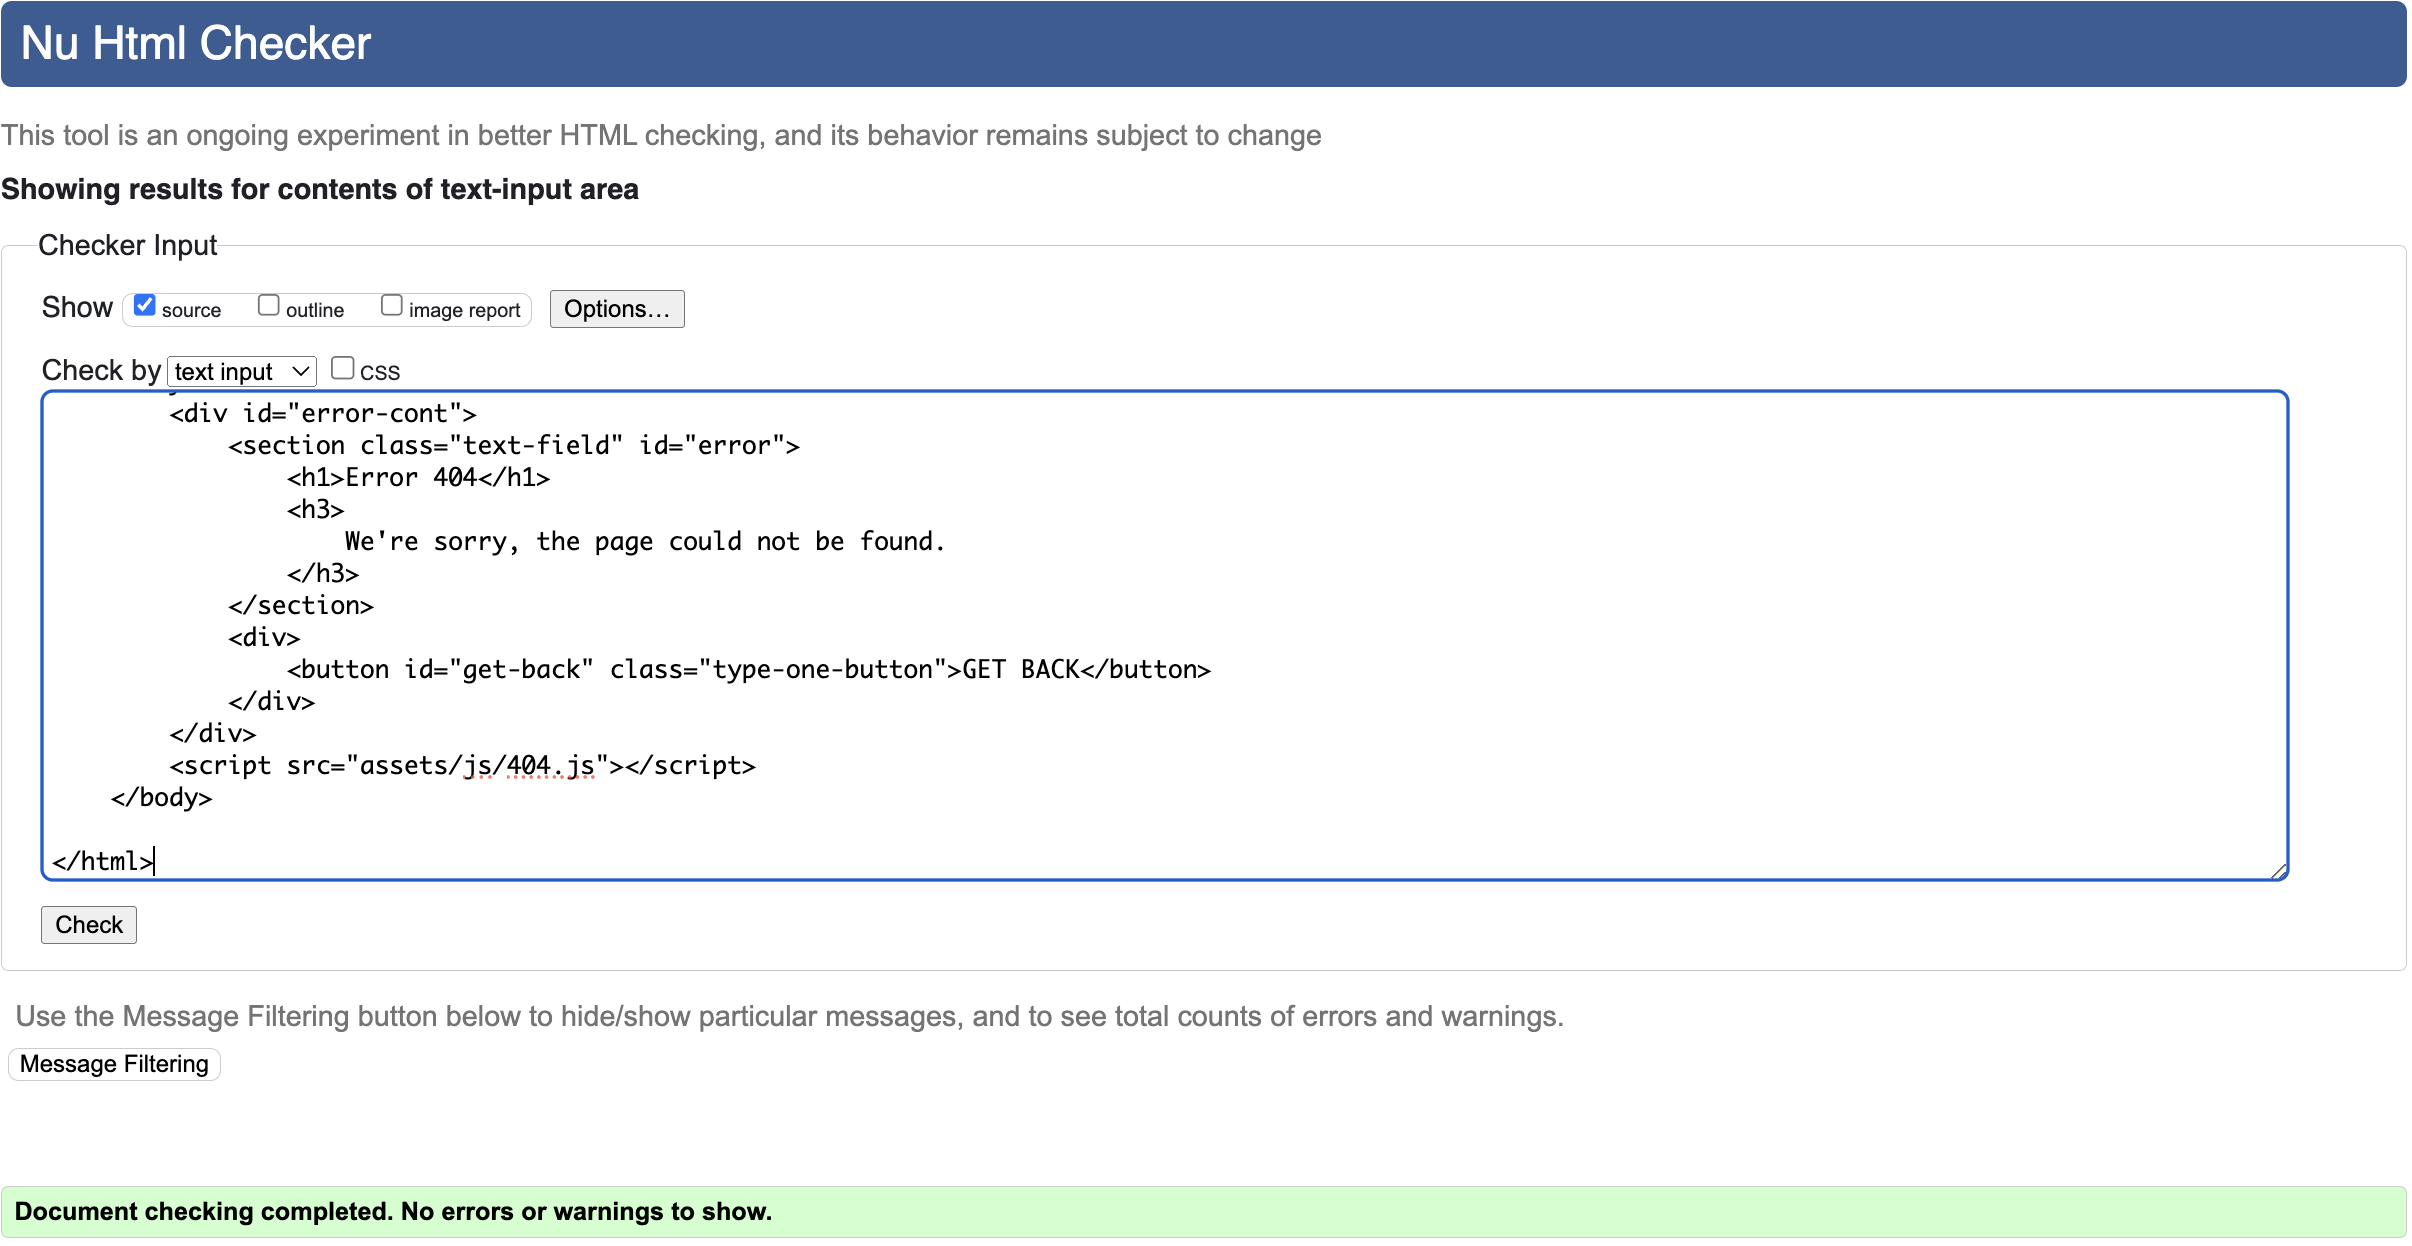 Nu Html Checker
This tool is an ongoing experiment in better HTML checking, and its behavior remains subject to change
Showing results for contents of text-input area
Checker Input
Show source outline image report Options...
Check by text input css
<div id="error-cont">
<section class="text-field" id="error">
<h1>Error 404</h1>
<h3>
We're sorry, the page could not be found.
</h3>
</section>
<div>
<button id="get-back" class="type-one-button">GET BACK</button>
</div>
</div>
<script src="assets/js/404.js"></script>
</body>
</html>
Check
Use the Message Filtering button below to hide/show particular messages, and to see total counts of errors and warnings.
Message Filtering
Document checking completed. No errors or warnings to show.